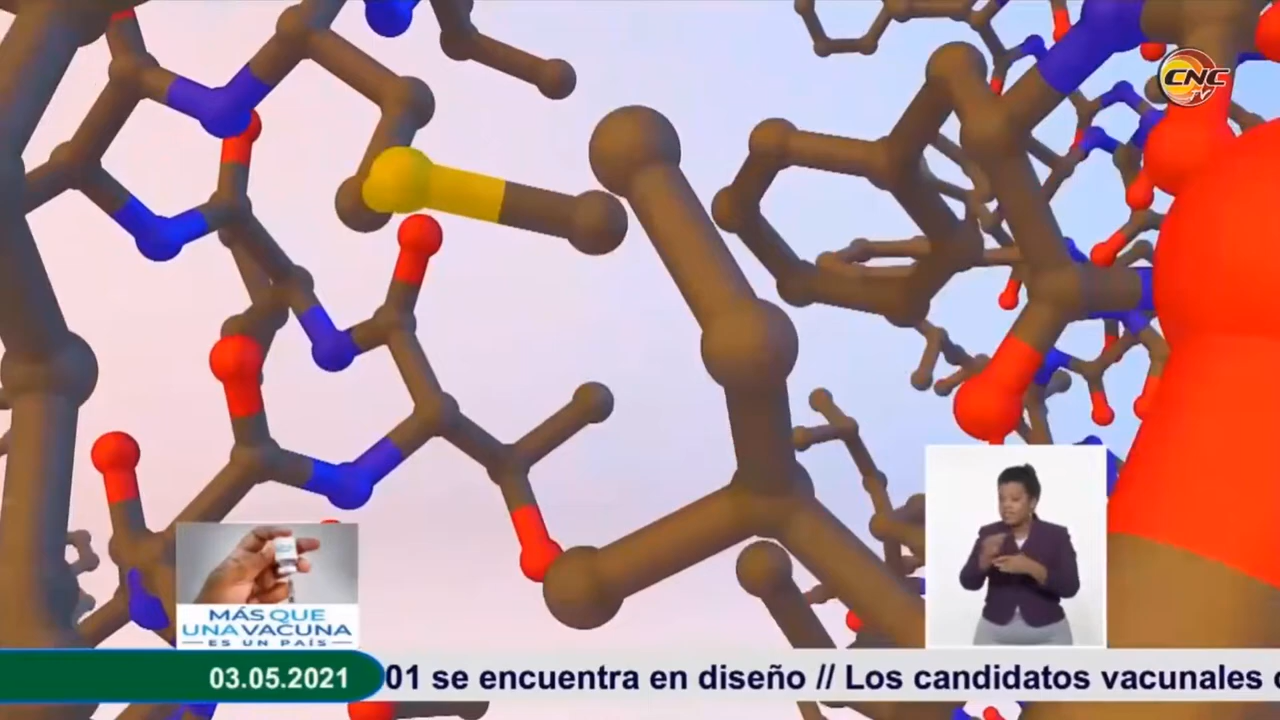 CNC
TV
MÁS QUE
UNA VACUNA
ES UN PAÍS
03.05.2021
01 se encuentra en diseño // Los candidatos vacunales